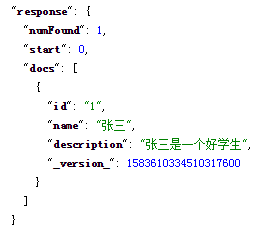 "response": {
"numFound": 1,
"start": 0,
"docs": [
{
"id": "1",
"name": "张三",
"description": "张三是一个好学生",
"_version_": 1583610334510317600
}
]
}